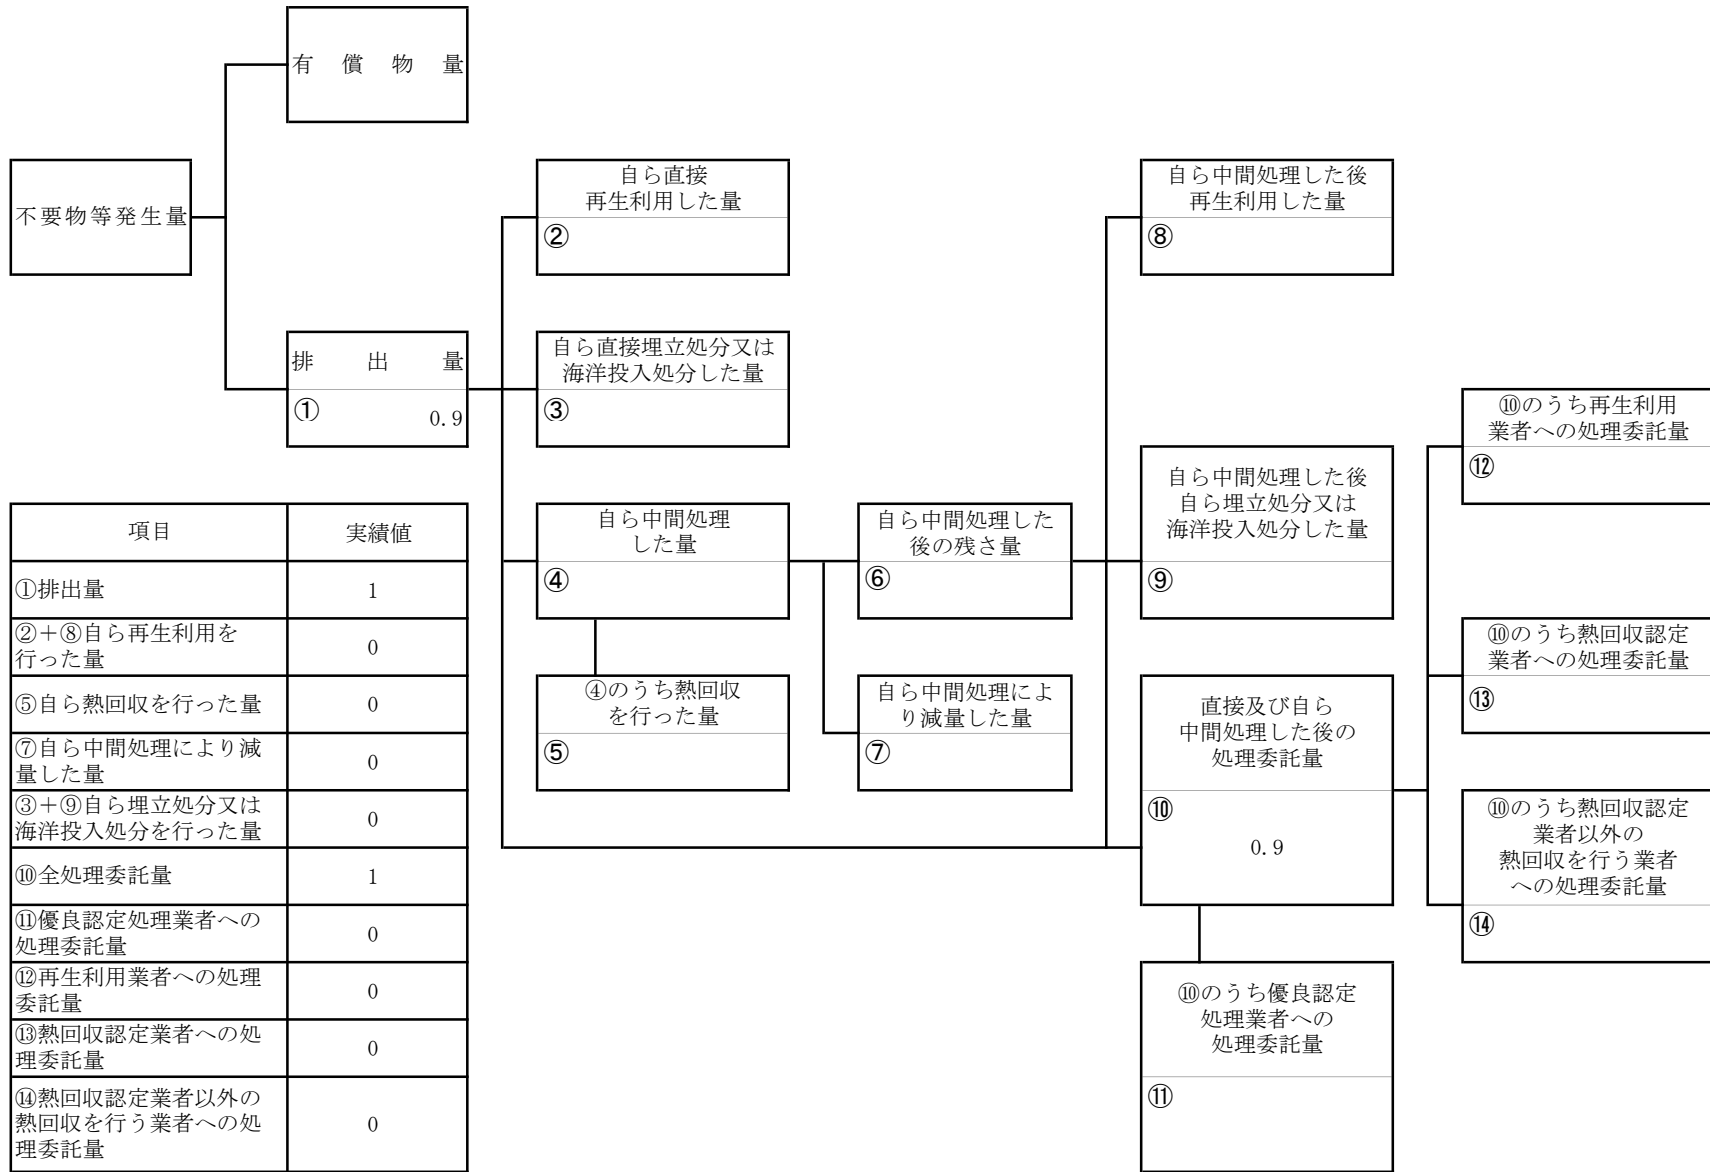 有償物量
不要物等発生量
排出量
①
0.9
自ら直接
再生利用した量
②
自ら直接埋立処分又は
海洋投入処分した量
③
自ら中間処理
した量
④
④のうち熱回収
を行った量
⑤
自ら中間処理した
後の残さ量
⑥
自ら中間処理によ
り減量した量
⑦
自ら中間処理した後
再生利用した量
⑧
自ら中間処理した後
自ら埋立処分又は
海洋投入処分した量
⑨
直接及び自ら
中間処理した後の
処理委託量
⑩
0.9
⑩のうち優良認定
処理業者への
処理委託量
⑪
⑩のうち再生利用
業者への処理委託量
⑫
⑩のうち熱回収認定
業者への処理委託量
⑬
⑩のうち熱回収認定
業者以外の
熱回収を行う業者
への処理委託量
⑭
項目 実績値
①排出量 1
②+⑧自ら再生利用を
行った量 0
⑤自ら熱回収を行った量 0
⑦自ら中間処理により減
量した量 0
③+⑨自ら埋立処分又は
海洋投入処分を行った量 0
⑩全処理委託量 1
⑪優良認定処理業者への
処理委託量 0
⑫再生利用業者への処理
委託量 0
⑬熱回収認定業者への処
理委託量 0
⑭熱回収認定業者以外の
熱回収を行う業者への処
理委託量 0